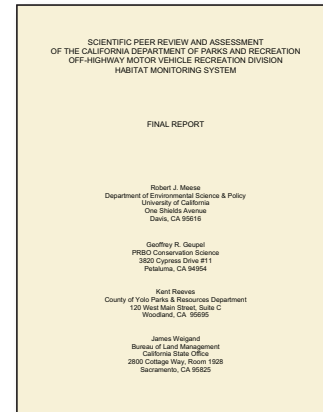 SCIENTIFIC PEER REVIEW AND ASSESSMENT
OF THE CALIFORNIA DEPARTMENT OF PARKS AND RECREATION
OFF-HIGHWAY MOTOR VEHICLE RECREATION DIVISION
HABITAT MONITORING SYSTEM
FINAL REPORT
Robert J. Meese
Department of Environmental Science & Policy
University of California
One Shields Avenue
Davis, CA 95616
Geoffrey R. Geupel
PRBO Conservation Science
3820 Cypress Drive #11
Petaluma, CA 94954
Kent Reeves
County of Yolo Parks & Resources Department
120 West Main Street, Suite C
Woodland, CA 95695
James Weigand
Bureau of Land Management
California State Office
2800 Cottage Way, Room 1928
Sacramento, CA 95825